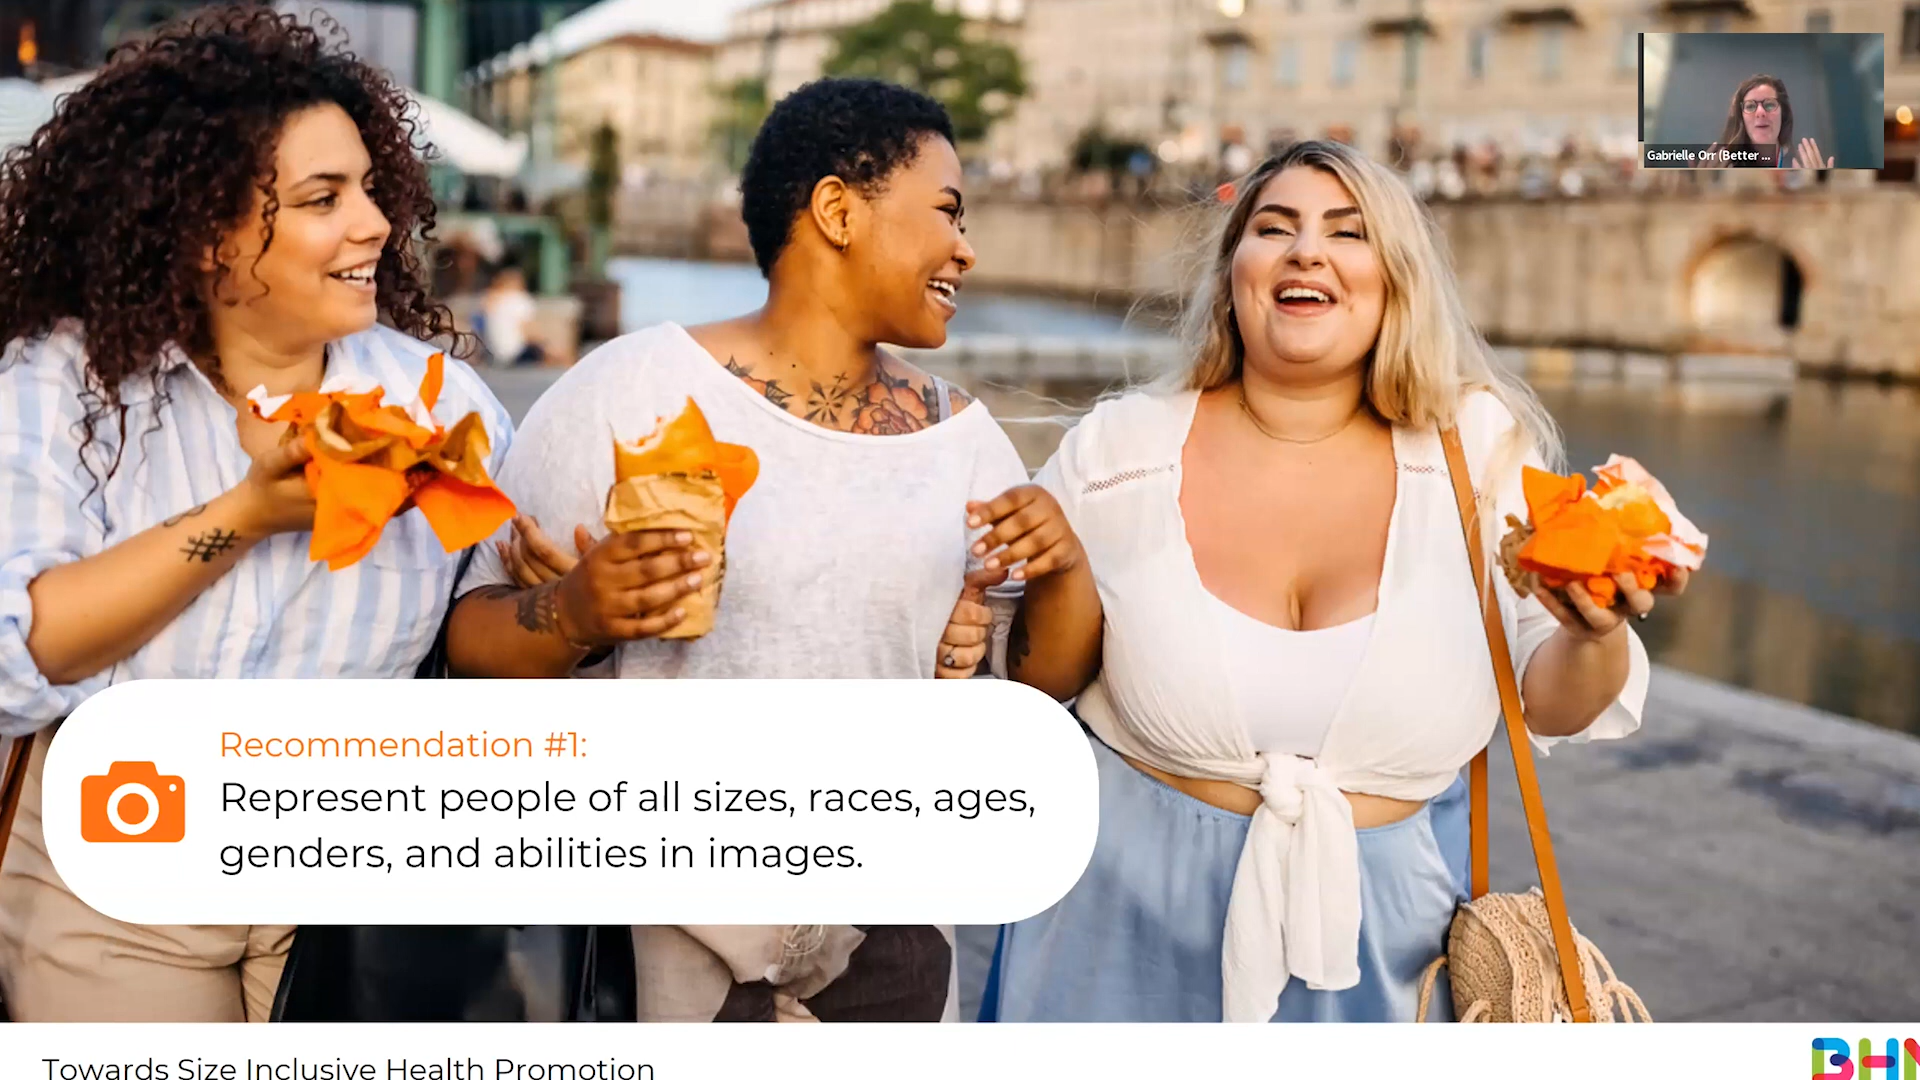 Gabrielle Orr (Better ...
Recommendation #1:
Represent people of all sizes, races, ages,
genders, and abilities in images.
Towards Size Inclusive Health Promotion
BHN